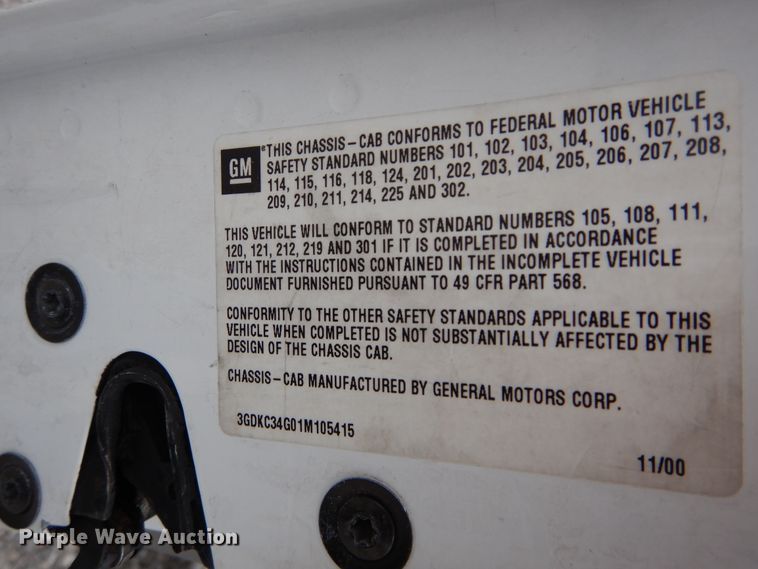 GM
*THIS CHASSIS-CAB CONFORMS TO FEDERAL MOTOR VEHICLE
SAFETY STANDARD NUMBERS 101, 102, 103, 104, 106, 107, 113,
114, 115, 116, 118, 124, 201, 202, 203, 204, 205, 206, 207, 208,
209, 210, 211, 214, 225 AND 302.
THIS VEHICLE WILL CONFORM TO STANDARD NUMBERS 105, 108, 111,
120, 121, 212, 219 AND 301 IF IT IS COMPLETED IN ACCORDANCE
WITH THE INSTRUCTIONS CONTAINED IN THE INCOMPLETE VEHICLE
DOCUMENT FURNISHED PURSUANT TO 49 CFR PART 568.
CONFORMITY TO THE OTHER SAFETY STANDARDS APPLICABLE TO THIS
VEHICLE WHEN COMPLETED IS NOT SUBSTANTIALLY AFFECTED BY THE
DESIGN OF THE CHASSIS CAB.
CHASSIS-CAB MANUFACTURED BY GENERAL MOTORS CORP.
3GDKC34G01M105415
11/00
Purple Wave Auction